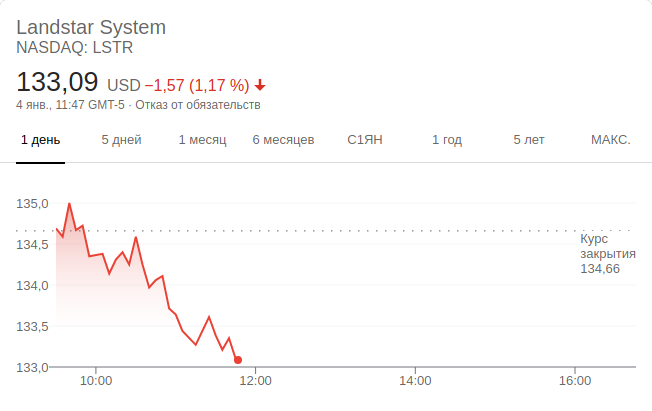 Landstar System
NASDAQ: LSTR
133,09 USD −1,57 (1,17 %)
4 янв., 11:47 GMT-5 · Отказ от обязательств
1 день 5 дней 1 месяц 6 месяцев С1ЯН 1 год 5 лет МАКС.
135,0
134,5
134,0
133,5
133,0
Курс
закрытия
134,66
10:00 12:00 14:00 16:00